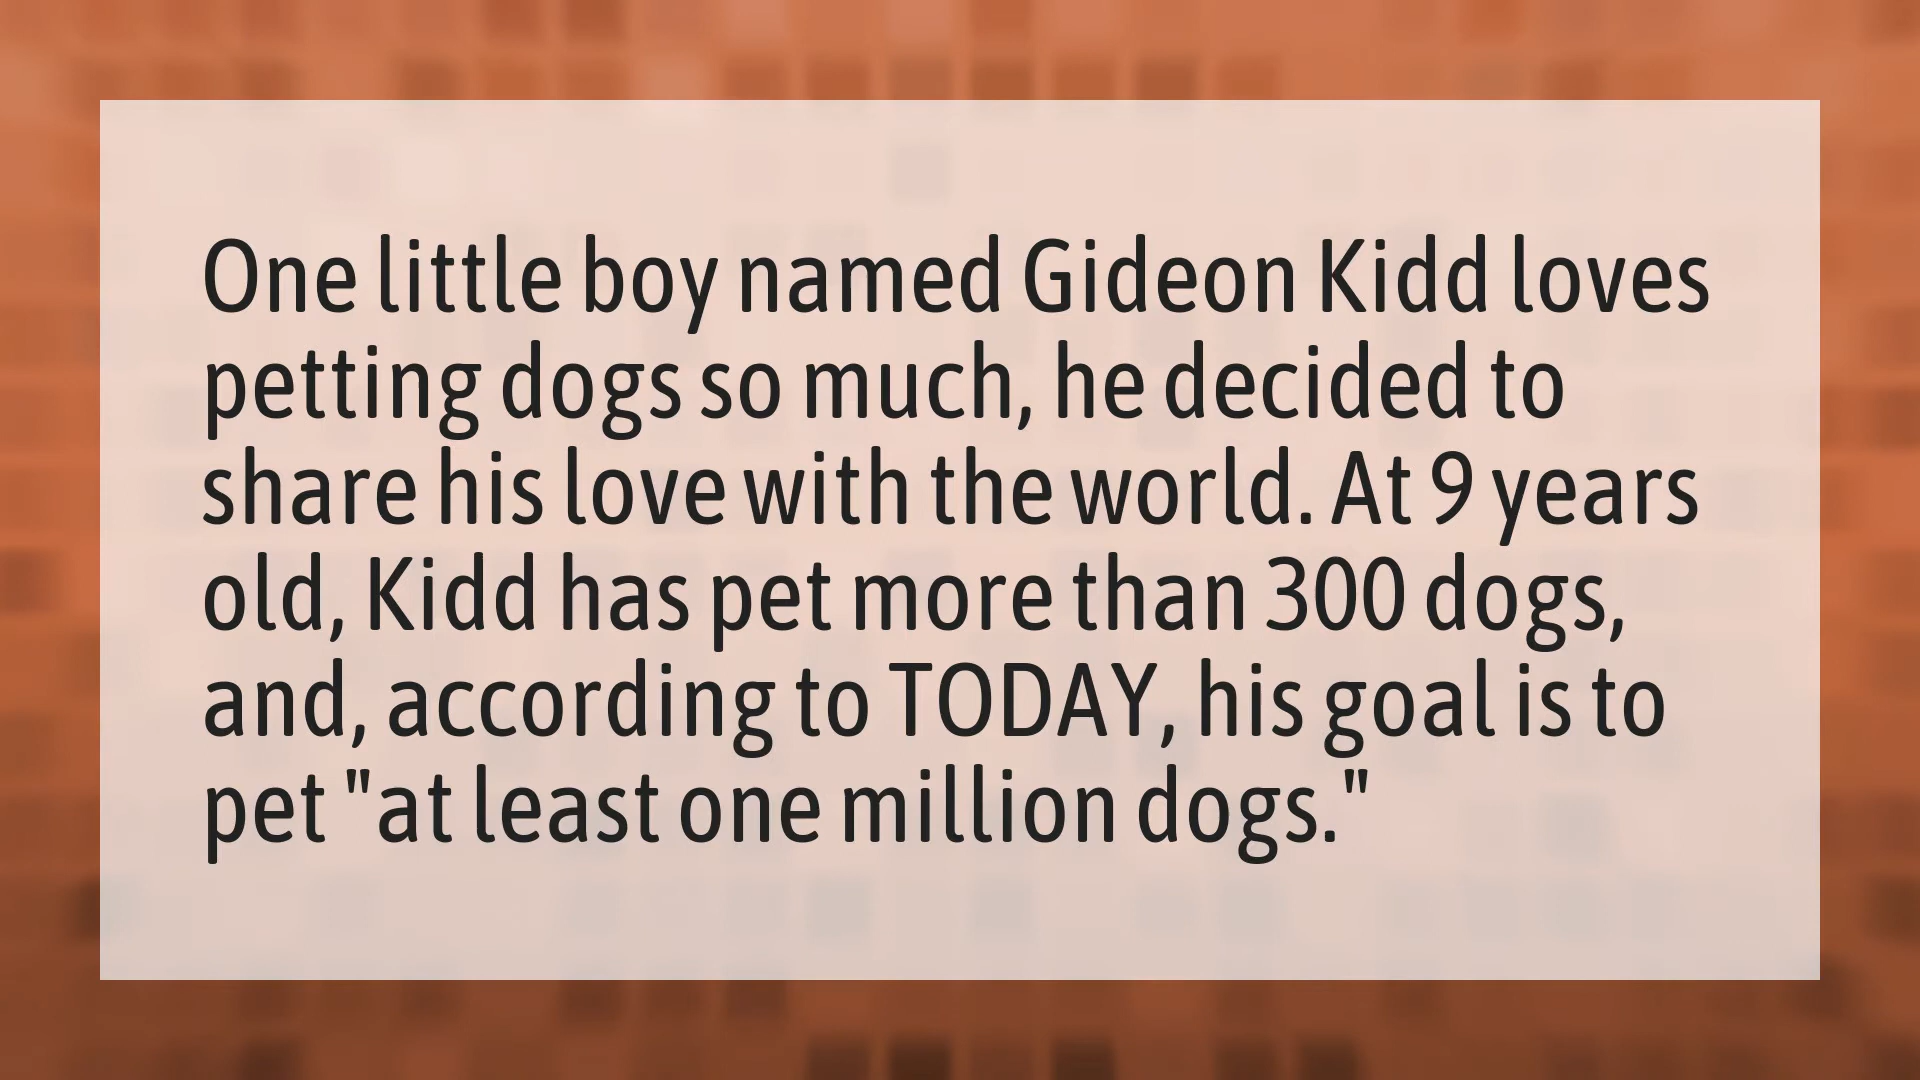 One little boy named Gideon Kidd loves
petting dogs so much, he decided to
share his love with the world. At 9 years
old, Kidd has pet more than 300 dogs,
and, according to TODAY, his goal is to
pet "at least one million dogs."